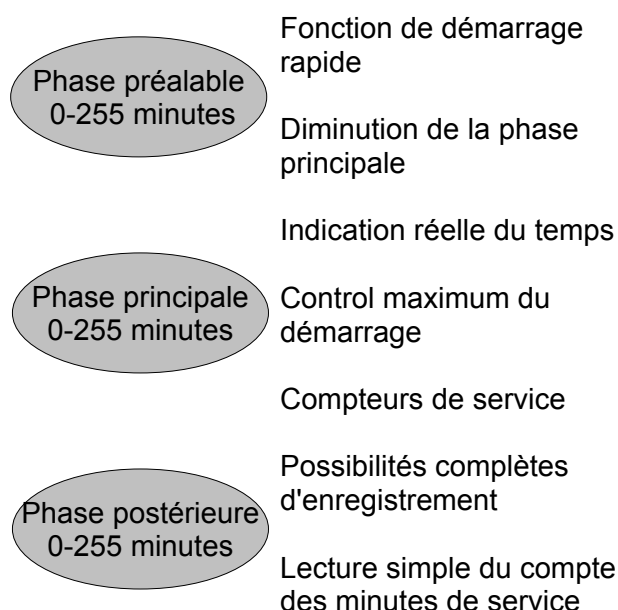 Phase préalable
0-255 minutes
Phase principale
0-255 minutes
Phase postérieure
0-255 minutes
Fonction de démarrage
rapide
Diminution de la phase
principale
Indication réelle du temps
Control maximum du
démarrage
Compteurs de service
Possibilités complètes
d'enregistrement
Lecture simple du compte
des minutes de service